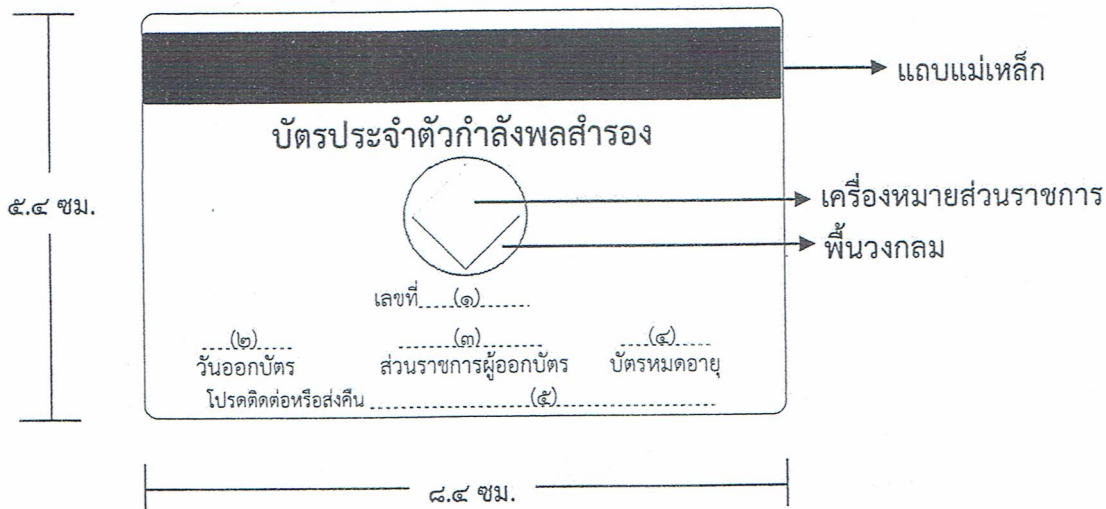 แถบแม่เหล็ก
บัตรประจำตัวกำลังพลสำรอง
๕.๔ ซม.
เครื่องหมายส่วนราชการ
พื้นวงกลม
เลขที่.....(๑).......
.....(๒)....... .........(๓)......... .....(๔)......
วันออกบัตร ส่วนราชการผู้ออกบัตร บัตรหมดอายุ
โปรดติดต่อหรือส่งคืน..........................(๕)..........................
๘.๔ ซม.